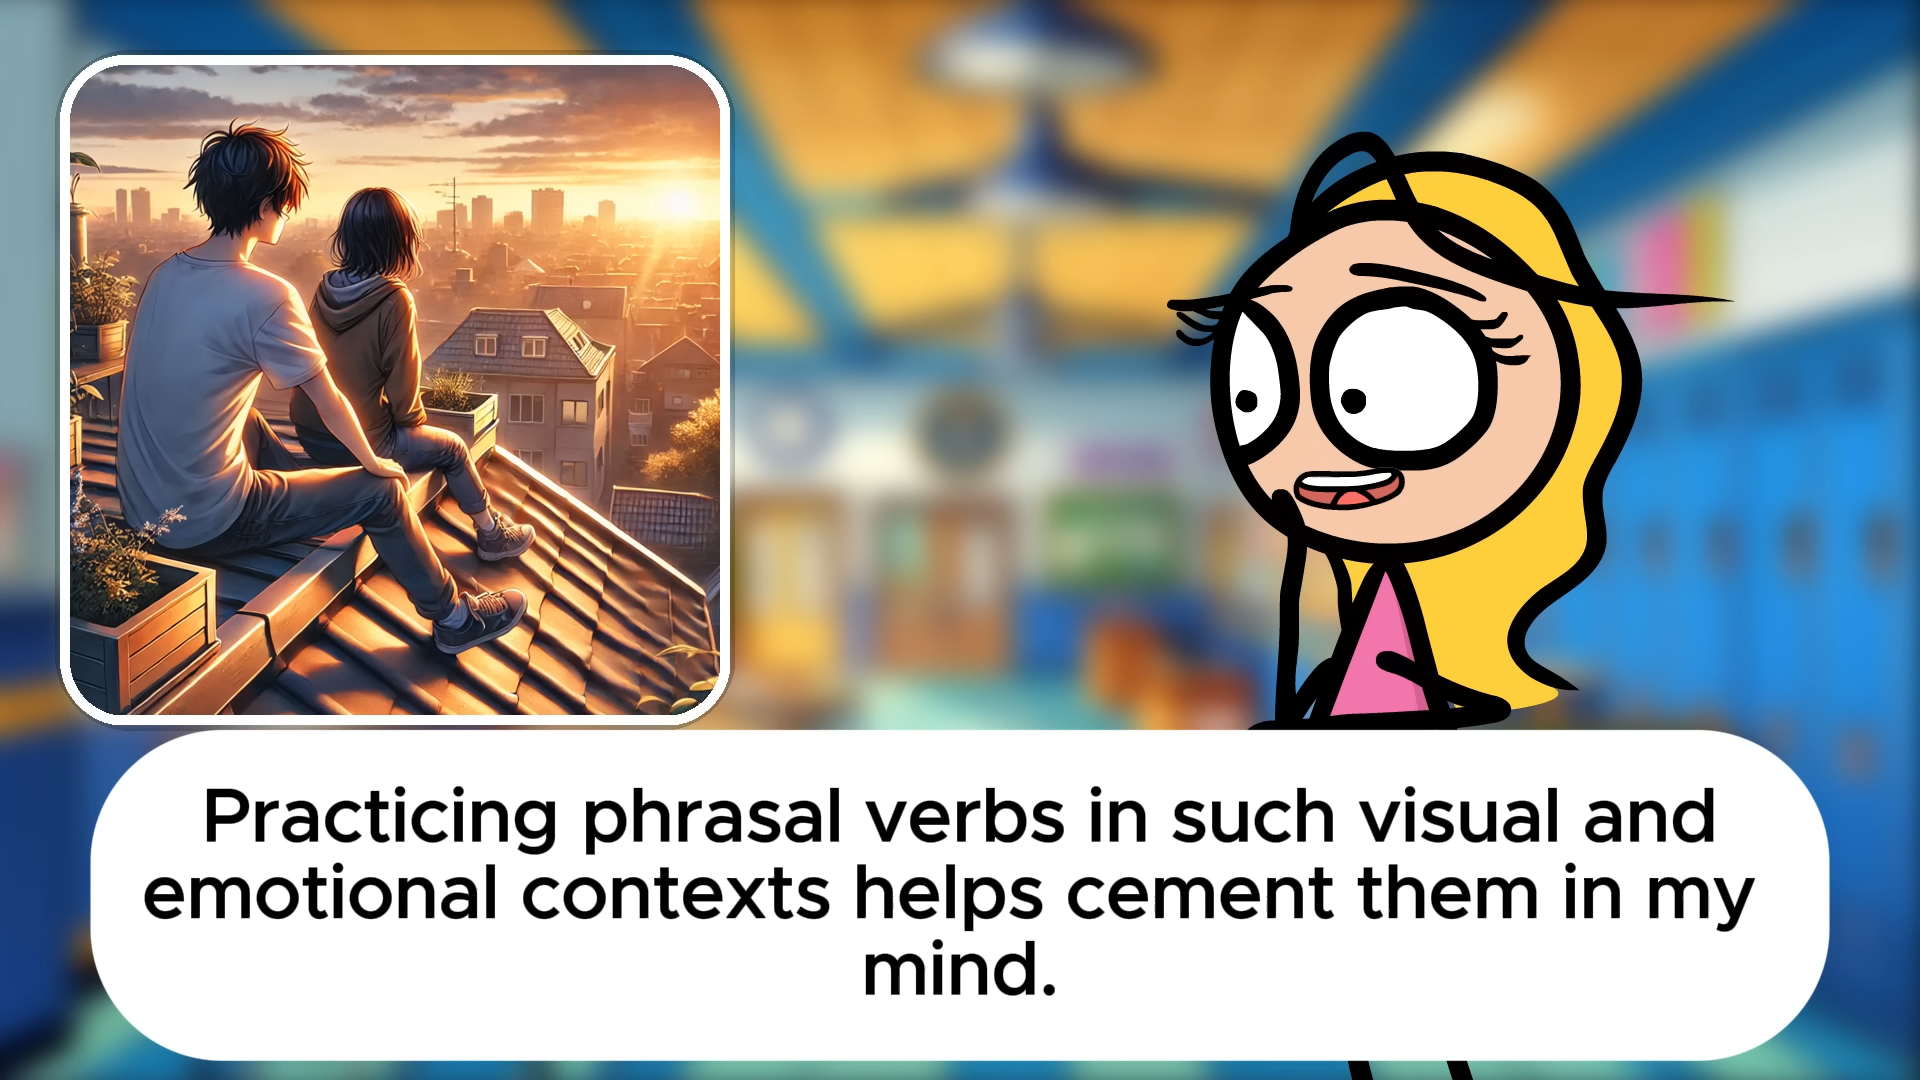 Practicing phrasal verbs in such visual and
emotional contexts helps cement them in my
mind.